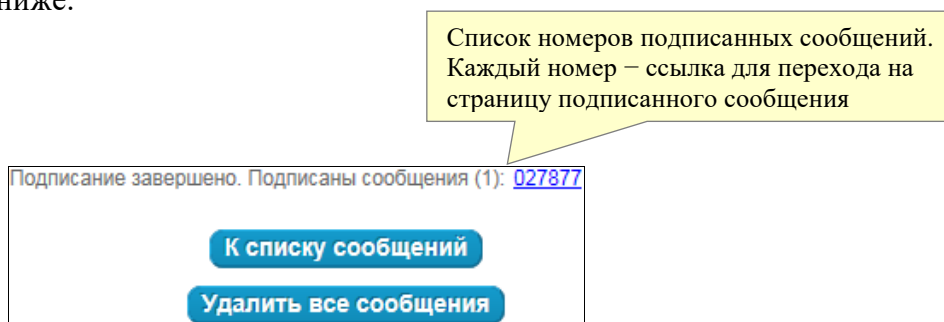 ниже.
Список номеров подписанных сообщений.
Каждый номер − ссылка для перехода на
страницу подписанного сообщения
Подписание завершено. Подписаны сообщения (1): 027877
К списку сообщений
Удалить все сообщения